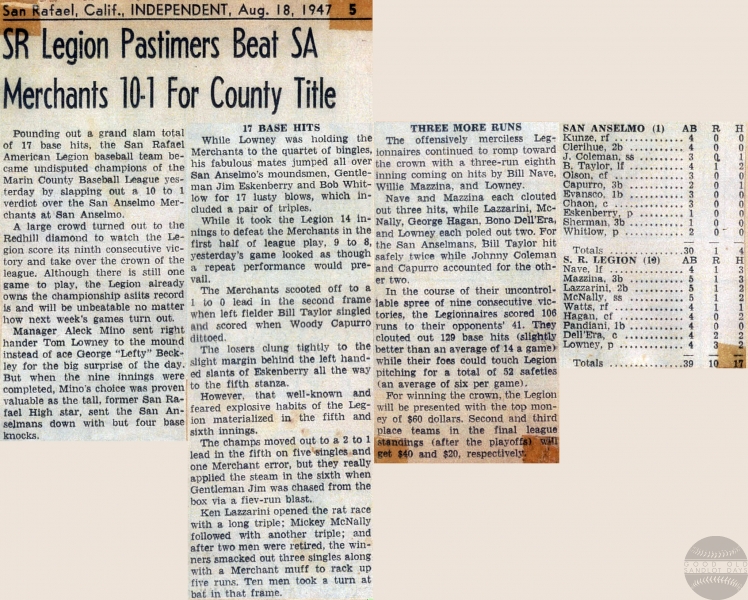 San Rafael, Calif., INDEPENDENT, Aug. 18, 1947 5
SR Legion Pastimers Beat SA
Merchants 10-1 For County Title
Pounding out a grand slam total
of 17 base hits, the San Rafael
American Legion baseball team be-
came undisputed champions of the
Marin County Baseball League yes-
terday by slapping out a 10 to 1
verdict over the San Anselmo Mer-
chants at San Anselmo.
A large crowd turned out to the
Redhill diamond to watch the Le-
gion score its ninth consecutive vic-
tory and take over the crown of the
league. Although there is still one
game to play, the Legion already
owns the championship aslits record
is and will be unbeatable no matter
how next week's games turn out.
Manager Aleck Mino sent right
hander Tom Lowney to the mound
instead of ace George "Lefty" Beck-
ley for the big surprise of the day.
But when the nine innings were
completed, Mino's choice was proven
valuable as the tall, former San Ra-
fael High star, sent the San An-
selmans down with but four base
knocks.
17 BASE HITS
While Lowney was holding the
Merchants to the quartet of bingles,
his fabulous mates jumped all over
San Anselmo's moundsmen, Gentle-
man Jim Eskenberry and Bob Whit-
low for 17 lusty blows, which in-
cluded a pair of triples.
While it took the Legion 14 in-
nings to defeat the Merchants in the
first half of league play, 9 to 8,
yesterday's game looked as though
a repeat performance would pre-
vail.
The Merchants scooted off to a
1 to 0 lead in the second frame
when left fielder Bill Taylor singled
and scored when Woody Capurro
dittoed.
The losers clung tightly to the
slight margin behind the left hand-
ed slants of Eskenberry all the way
to the fifth stanza.
However, that well-known and
feared explosive habits of the Leg-
ion materialized in the fifth and
sixth innings.
The champs moved out to a 2 to 1
lead in the fifth on five singles and
one Merchant error, but they really
applied the steam in the sixth when
Gentleman Jim was chased from the
box via a fiev-run blast.
Ken Lazzarini opened the rat race
with a long triple; Mickey McNally
followed with another triple; and
after two men were retired, the win-
ners smacked out three singles along
with a Merchant muff to rack up
five runs. Ten men took a turn at
bat in that frame.
THREE MORE RUNS
The offensively merciless Leg-
ionnaires continued to romp toward
the crown with a three-run eighth
inning coming on hits by Bill Nave,
Willie Mazzina, and Lowney.
Nave and Mazzina each clouted
out three hits, while Lazzarini, Mc-
Nally, George Hagan, Bono Dell'Era,
and Lowney each poled out two. For
the San Anselmans, Bill Taylor hit
safely twice while Johnny Coleman
and Capurro accounted for the oth-
er two.
In the course of their uncontrol-
lable spree of nine consecutive vic-
tories, the Legionnaires scored 106
runs to their opponents' 41. They
clouted out 129 base hits (slightly
better than an average of 14 a game)
while their foes could touch Legion
pitching for a total of 52 safeties
(an average of six per game).
For winning the crown, the Legion
will be presented with the top mon-
ey of $60 dollars. Second and third
place teams in the final league
standings (after the playoffs) will
get $40 and $20, respectively.
SAN ANSELMO (1) AB R H
Kunze, rf 4 0 0
Clerihue, 2b 4 0 0
J. Coleman, ss 3 0 1
B. Taylor, lf 4 1 2
Olson, cf 4 0 0
Capurro, 3b 2 0 1
Evansco, 1b 3 0 0
Chaon, c 3 0 0
Eskenberry, p 1 0 0
Sherman, 3b 0 0 0
Whitlow, p 2 0 0
Totals 30 1 4
S. R. LEGION (10) AB R H
Nave, lf 4 1 3
Mazzina, 3b 5 1 3
Lazzarini, 2b 5 1 2
McNally, ss 5 1 2
Watts, rf 4 1 1
Hagan, cf 4 2 2
Pandiani, 1b 4 0 0
Dell'Era, c 4 2 2
Lowney, p 4
Totals 39 10 17
GOOD OLD
SANDLOT DAYS